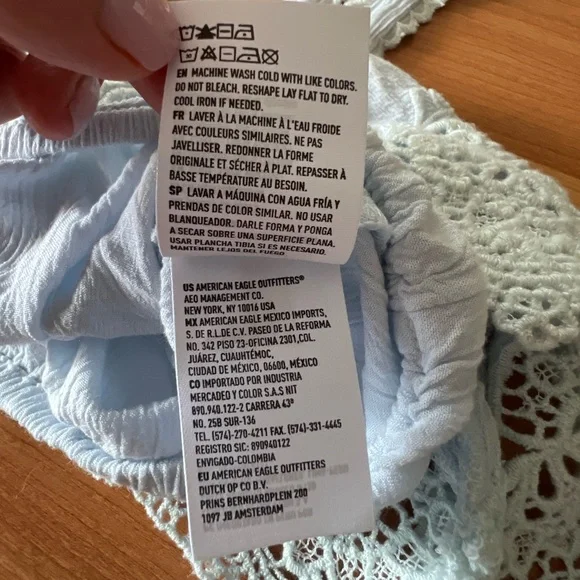 EN MACHINE WASH COLD WITH LIKE COLORS.
DO NOT BLEACH. RESHAPE LAY FLAT TO DRY.
COOL IRON IF NEEDED.
FR LAVER À LA MACHINE À L'EAU FROIDE
AVEC COULEURS SIMILAIRES. NE PAS
JAVELLISER. REDONNER LA FORME
ORIGINALE ET SÉCHER À PLAT. REPASSER À
BASSE TEMPÉRATURE AU BESOIN.
SP LAVAR A MÁQUINA CON AGUA FRÍA Y
PRENDAS DE COLOR SIMILAR. NO USAR
BLANQUEADOR. DARLE FORMA Y PONGA
A SECAR SOBRE UNA SUPERFICIE PLANA.
USAR PLANCHA TIBIA SI ES NECESARIO.
MANTENER LEJOS DEL FUEGO.
US AMERICAN EAGLE OUTFITTERS®
AEO MANAGEMENT CO.
NEW YORK, NY 10016 USA
MX AMERICAN EAGLE MEXICO IMPORTS,
S. DE R.L.DE C.V. PASEO DE LA REFORMA
NO. 342 PISO 23-OFICINA 2301,COL.
JUÁREZ, CUAUHTÉMOC,
CIUDAD DE MÉXICO, 06600, MÉXICO
CO IMPORTADO POR INDUSTRIA
MERCADEO Y COLOR S.A.S NIT
890.940.122-2 CARRERA 43ª
NO. 25B SUR-136
TEL. (574)-270-4211 FAX. (574)-331-4445
REGISTRO SIC: 890940122
ENVIGADO-COLOMBIA
EU AMERICAN EAGLE OUTFITTERS
DUTCH OP CO B.V.
PRINS BERNHARDPLEIN 200
1097 JB AMSTERDAM